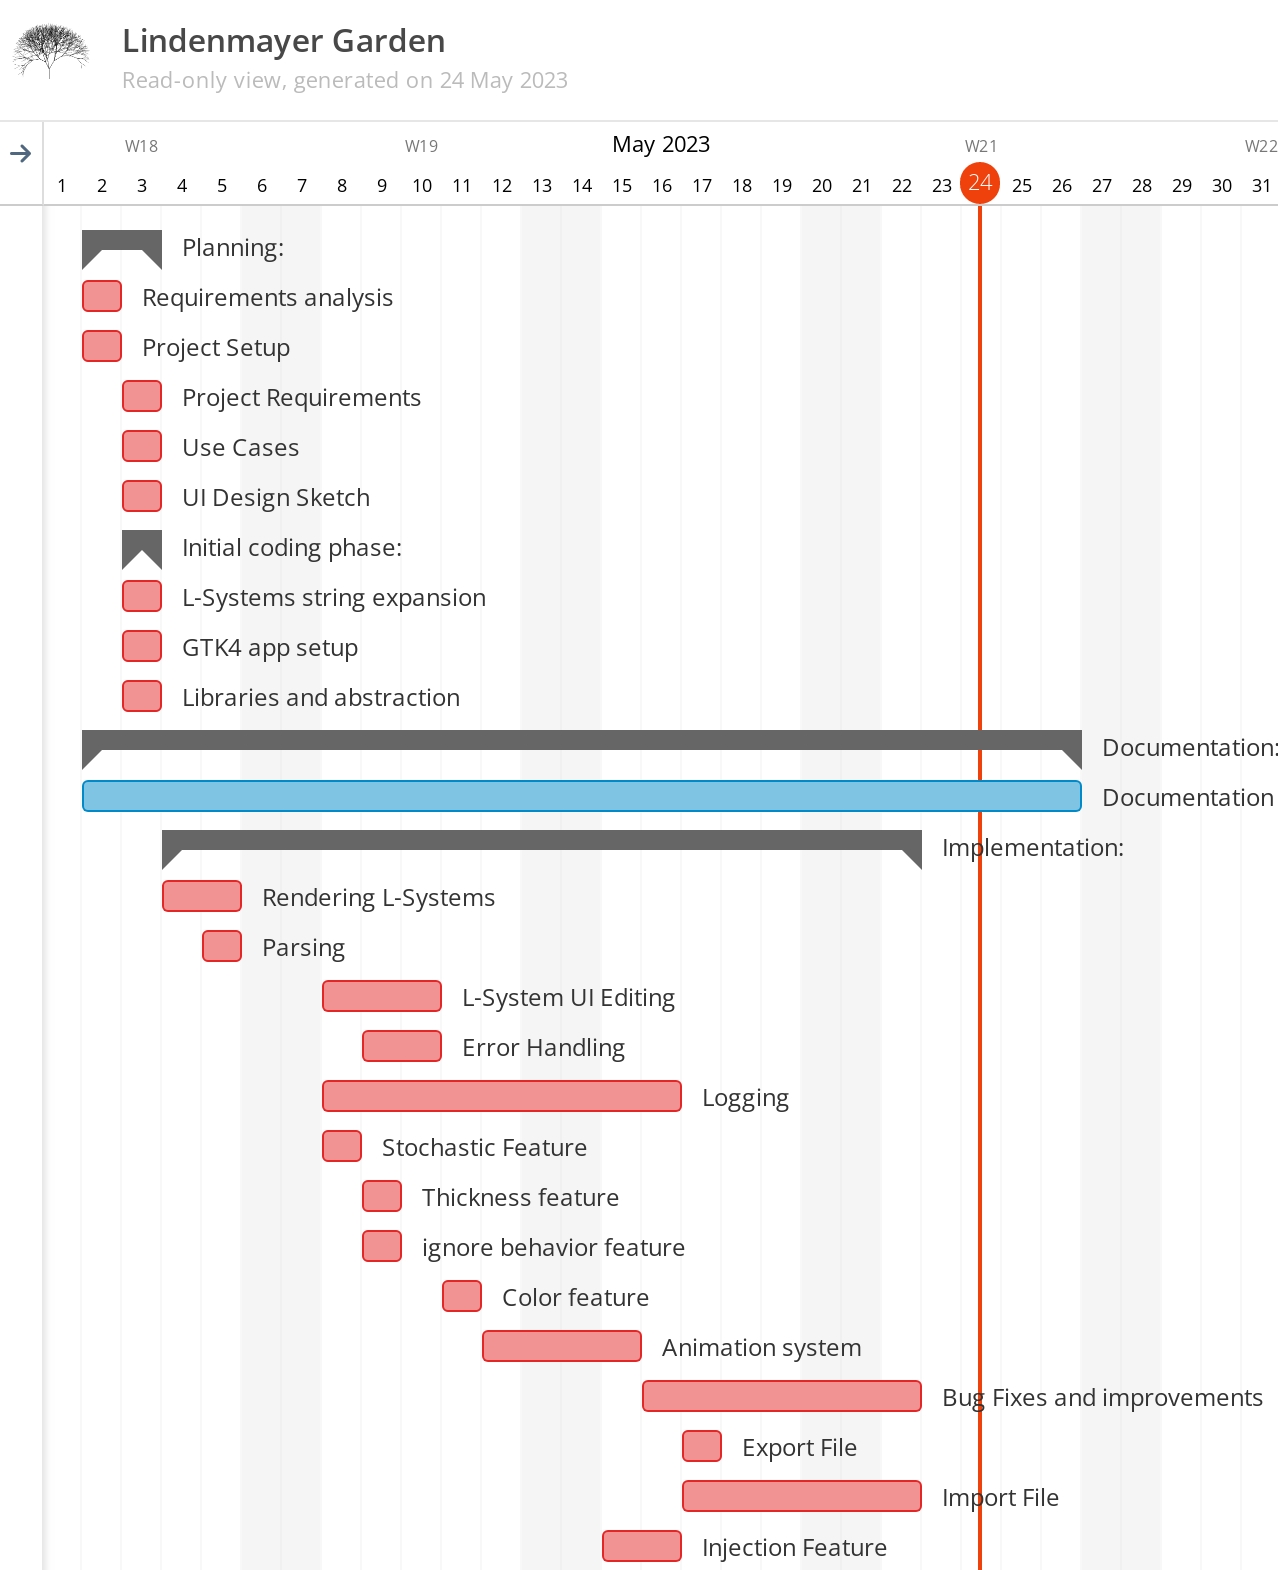 Lindenmayer Garden
Read-only view, generated on 24 May 2023
W18 W19 May 2023 W21 W22
1 2 3 4 5 6 7 8 9 10 11 12 13 14 15 16 17 18 19 20 21 22 23 24 25 26 27 28 29 30 31
Planning:
Requirements analysis
Project Setup
Project Requirements
Use Cases
UI Design Sketch
Initial coding phase:
L-Systems string expansion
GTK4 app setup
Libraries and abstraction
Documentation:
Documentation
Implementation:
Rendering L-Systems
Parsing
L-System UI Editing
Error Handling
Logging
Stochastic Feature
Thickness feature
ignore behavior feature
Color feature
Animation system
Bug Fixes and improvements
Export File
Import File
Injection Feature